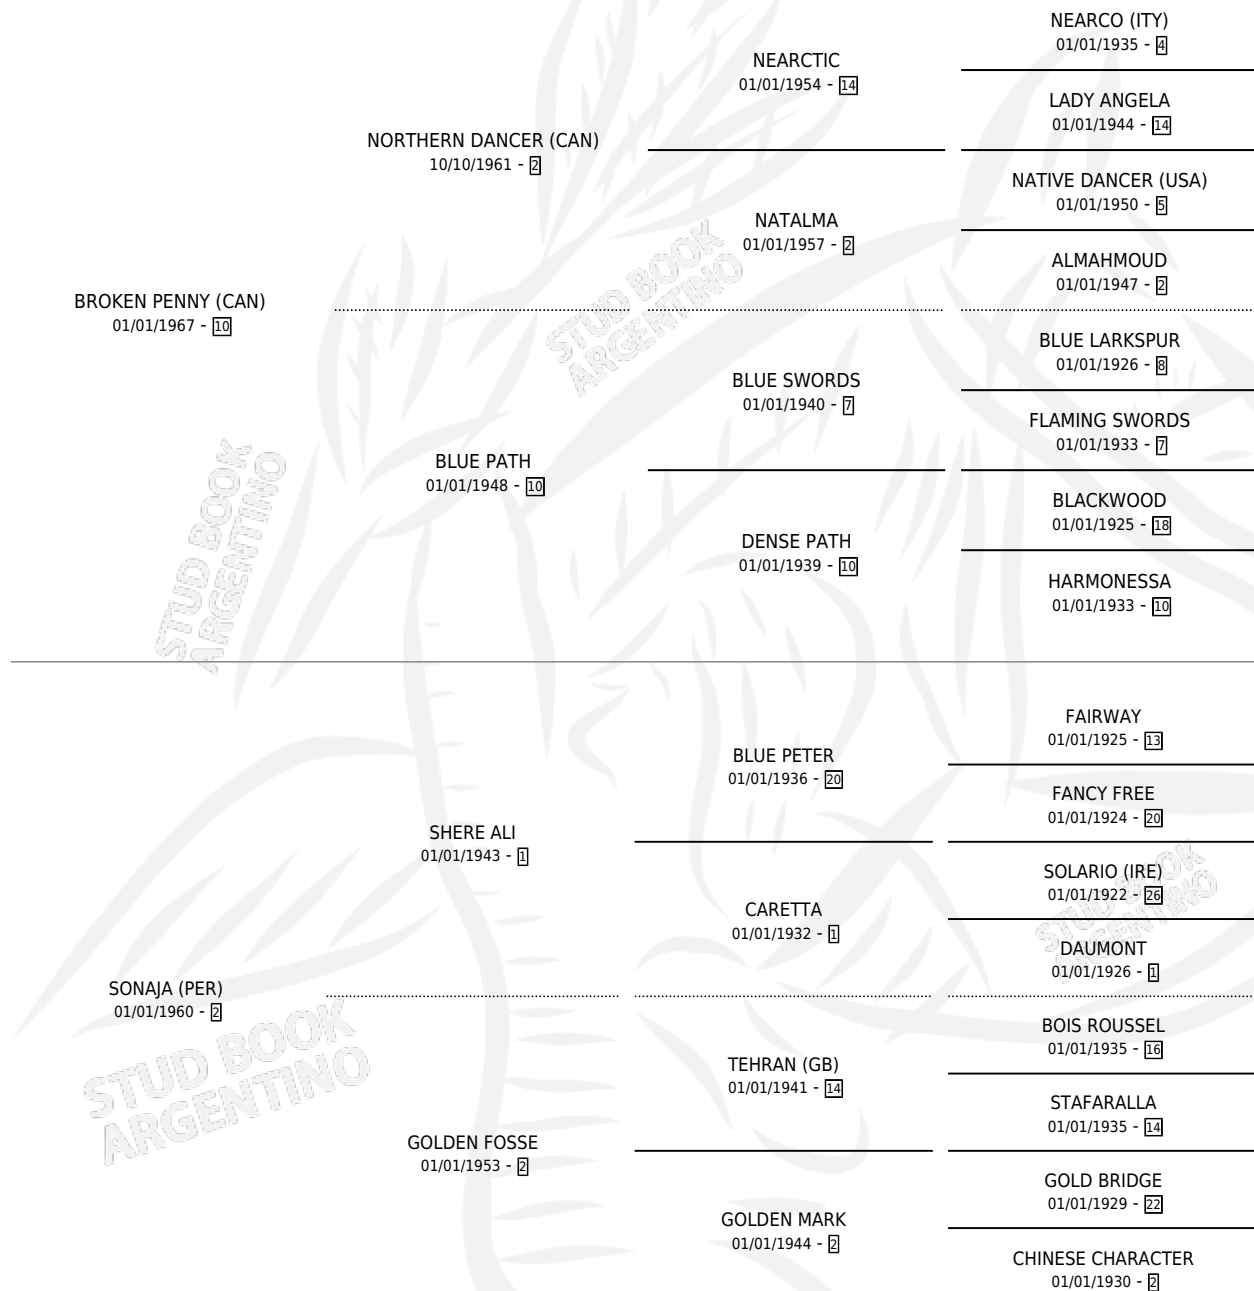 NEARCO (ITY)
01/01/1935 - 4
NEARCTIC
01/01/1954 - 14
LADY ANGELA
01/01/1944 - 14
NORTHERN DANCER (CAN)
10/10/1961 - 2
NATIVE DANCER (USA)
01/01/1950 - 5
NATALMA
01/01/1957 - 2
ALMAHMOUD
01/01/1947 - 2
STUD BOOK
ARGENTINO
BROKEN PENNY (CAN)
01/01/1967 - 10
BLUE LARKSPUR
01/01/1926 - 8
BLUE SWORDS
01/01/1940 - 7
FLAMING SWORDS
01/01/1933 - 7
BLUE PATH
01/01/1948 - 10
BLACKWOOD
01/01/1925 - 18
DENSE PATH
01/01/1939 - 10
HARMONESSA
01/01/1933 - 10
STUD BOOK
ARGENTINO
FAIRWAY
01/01/1925 - 13
BLUE PETER
01/01/1936 - 20
FANCY FREE
01/01/1924 - 20
SHERE ALI
01/01/1943 - 1
SOLARIO (IRE)
01/01/1922 - 26
CARETTA
01/01/1932 - 1
DAUMONT
01/01/1926 - 1
STUD BOOK
ARGENTINO
SONAJA (PER)
01/01/1960 - 2
BOIS ROUSSEL
01/01/1935 - 16
TEHRAN (GB)
01/01/1941 - 14
STAFARALLA
01/01/1935 - 14
GOLDEN FOSSE
01/01/1953 - 2
GOLD BRIDGE
01/01/1929 - 22
GOLDEN MARK
01/01/1944 - 2
CHINESE CHARACTER
01/01/1930 - 2
STUD BOOK
ARGENTINO